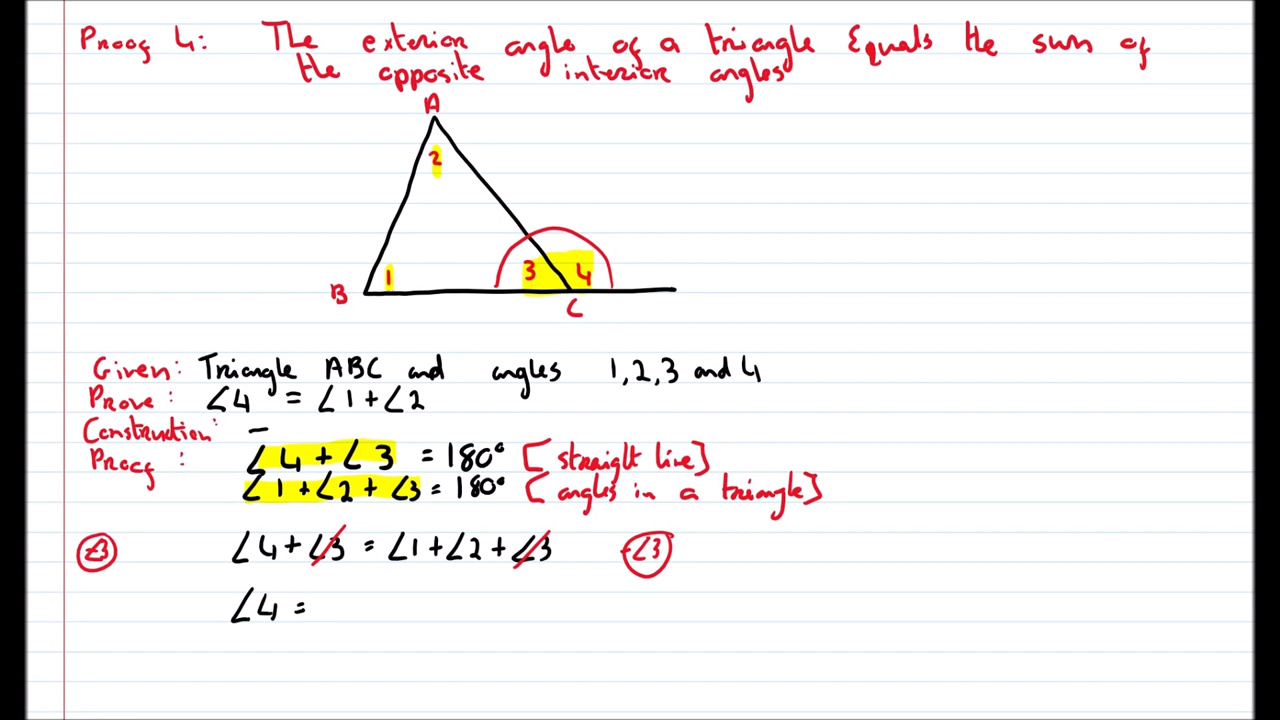 Proof 4: The exterior angle of a triangle Equals the sum of
the opposite interior angles
A
2
1 3 4
B
C
Given: Triangle ABC and angles 1,2,3 and 4
Prove: ∠4 = ∠1+∠2
Construction: –
Proof: ∠4 + ∠3 = 180° [straight line]
∠1+∠2 + ∠3 = 180° [angles in a triangle]
-∠3 ∠4+∠3 = ∠1+∠2+∠3 -∠3
∠4 =